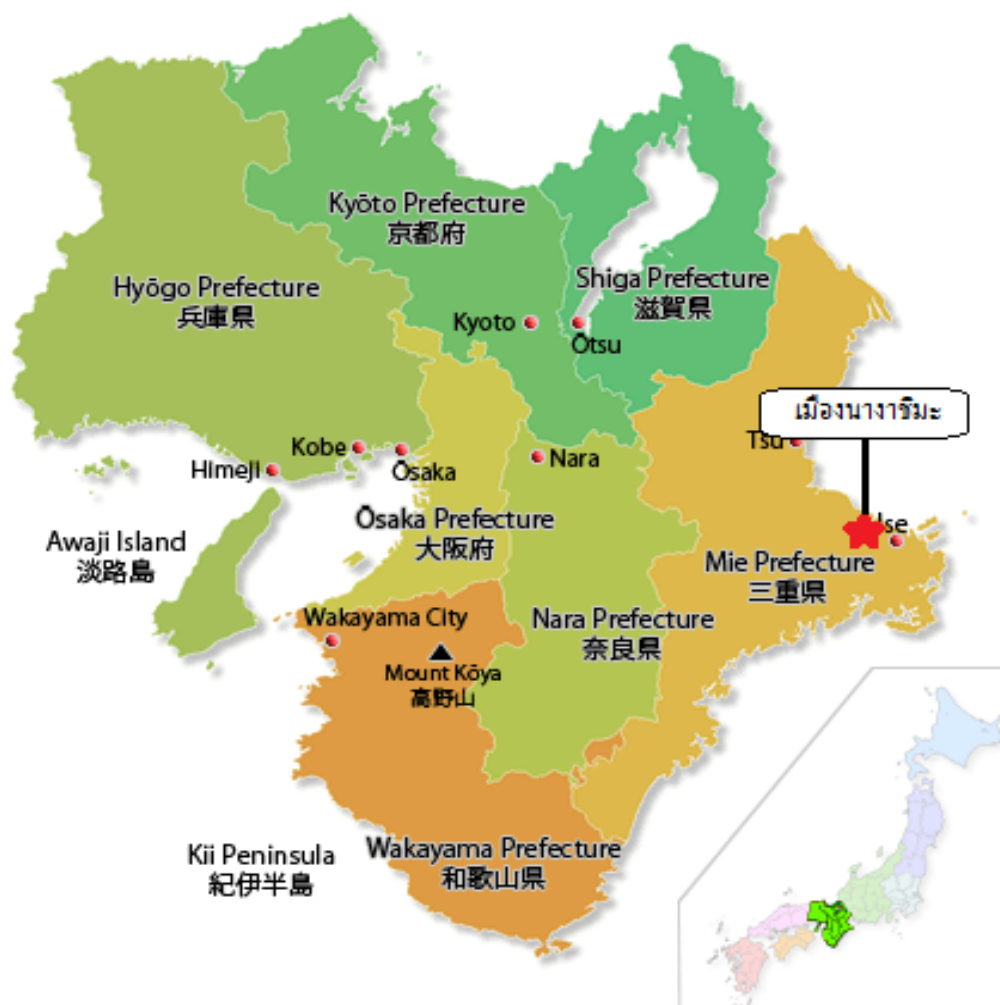 Kyōto Prefecture
京都府
Hyōgo Prefecture
兵庫県
Shiga Prefecture
滋賀県
Kyoto
Ōtsu
เมืองนางาชิมะ
Tsu
Kobe
Himeji
Ōsaka
Nara
Ōsaka Prefecture
大阪府
Ise
Awaji Island
淡路島
Mie Prefecture
三重県
Wakayama City
Nara Prefecture
奈良県
Mount Kōya
高野山
Kii Peninsula
紀伊半島
Wakayama Prefecture
和歌山県